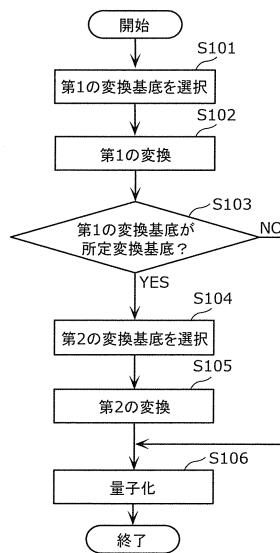 開始
S101
第1の変換基底を選択
S102
第1の変換
S103
第1の変換基底が
所定変換基底？
NO
YES
S104
第2の変換基底を選択
S105
第2の変換
S106
量子化
終了